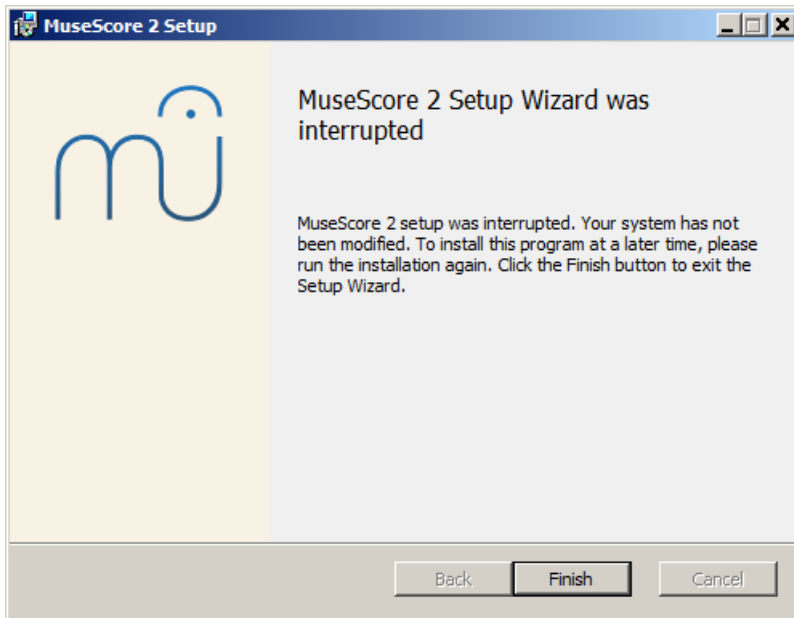 MuseScore 2 Setup
MuseScore 2 Setup Wizard was
interrupted
MuseScore 2 setup was interrupted. Your system has not
been modified. To install this program at a later time, please
run the installation again. Click the Finish button to exit the
Setup Wizard.
Back
Finish
Cancel